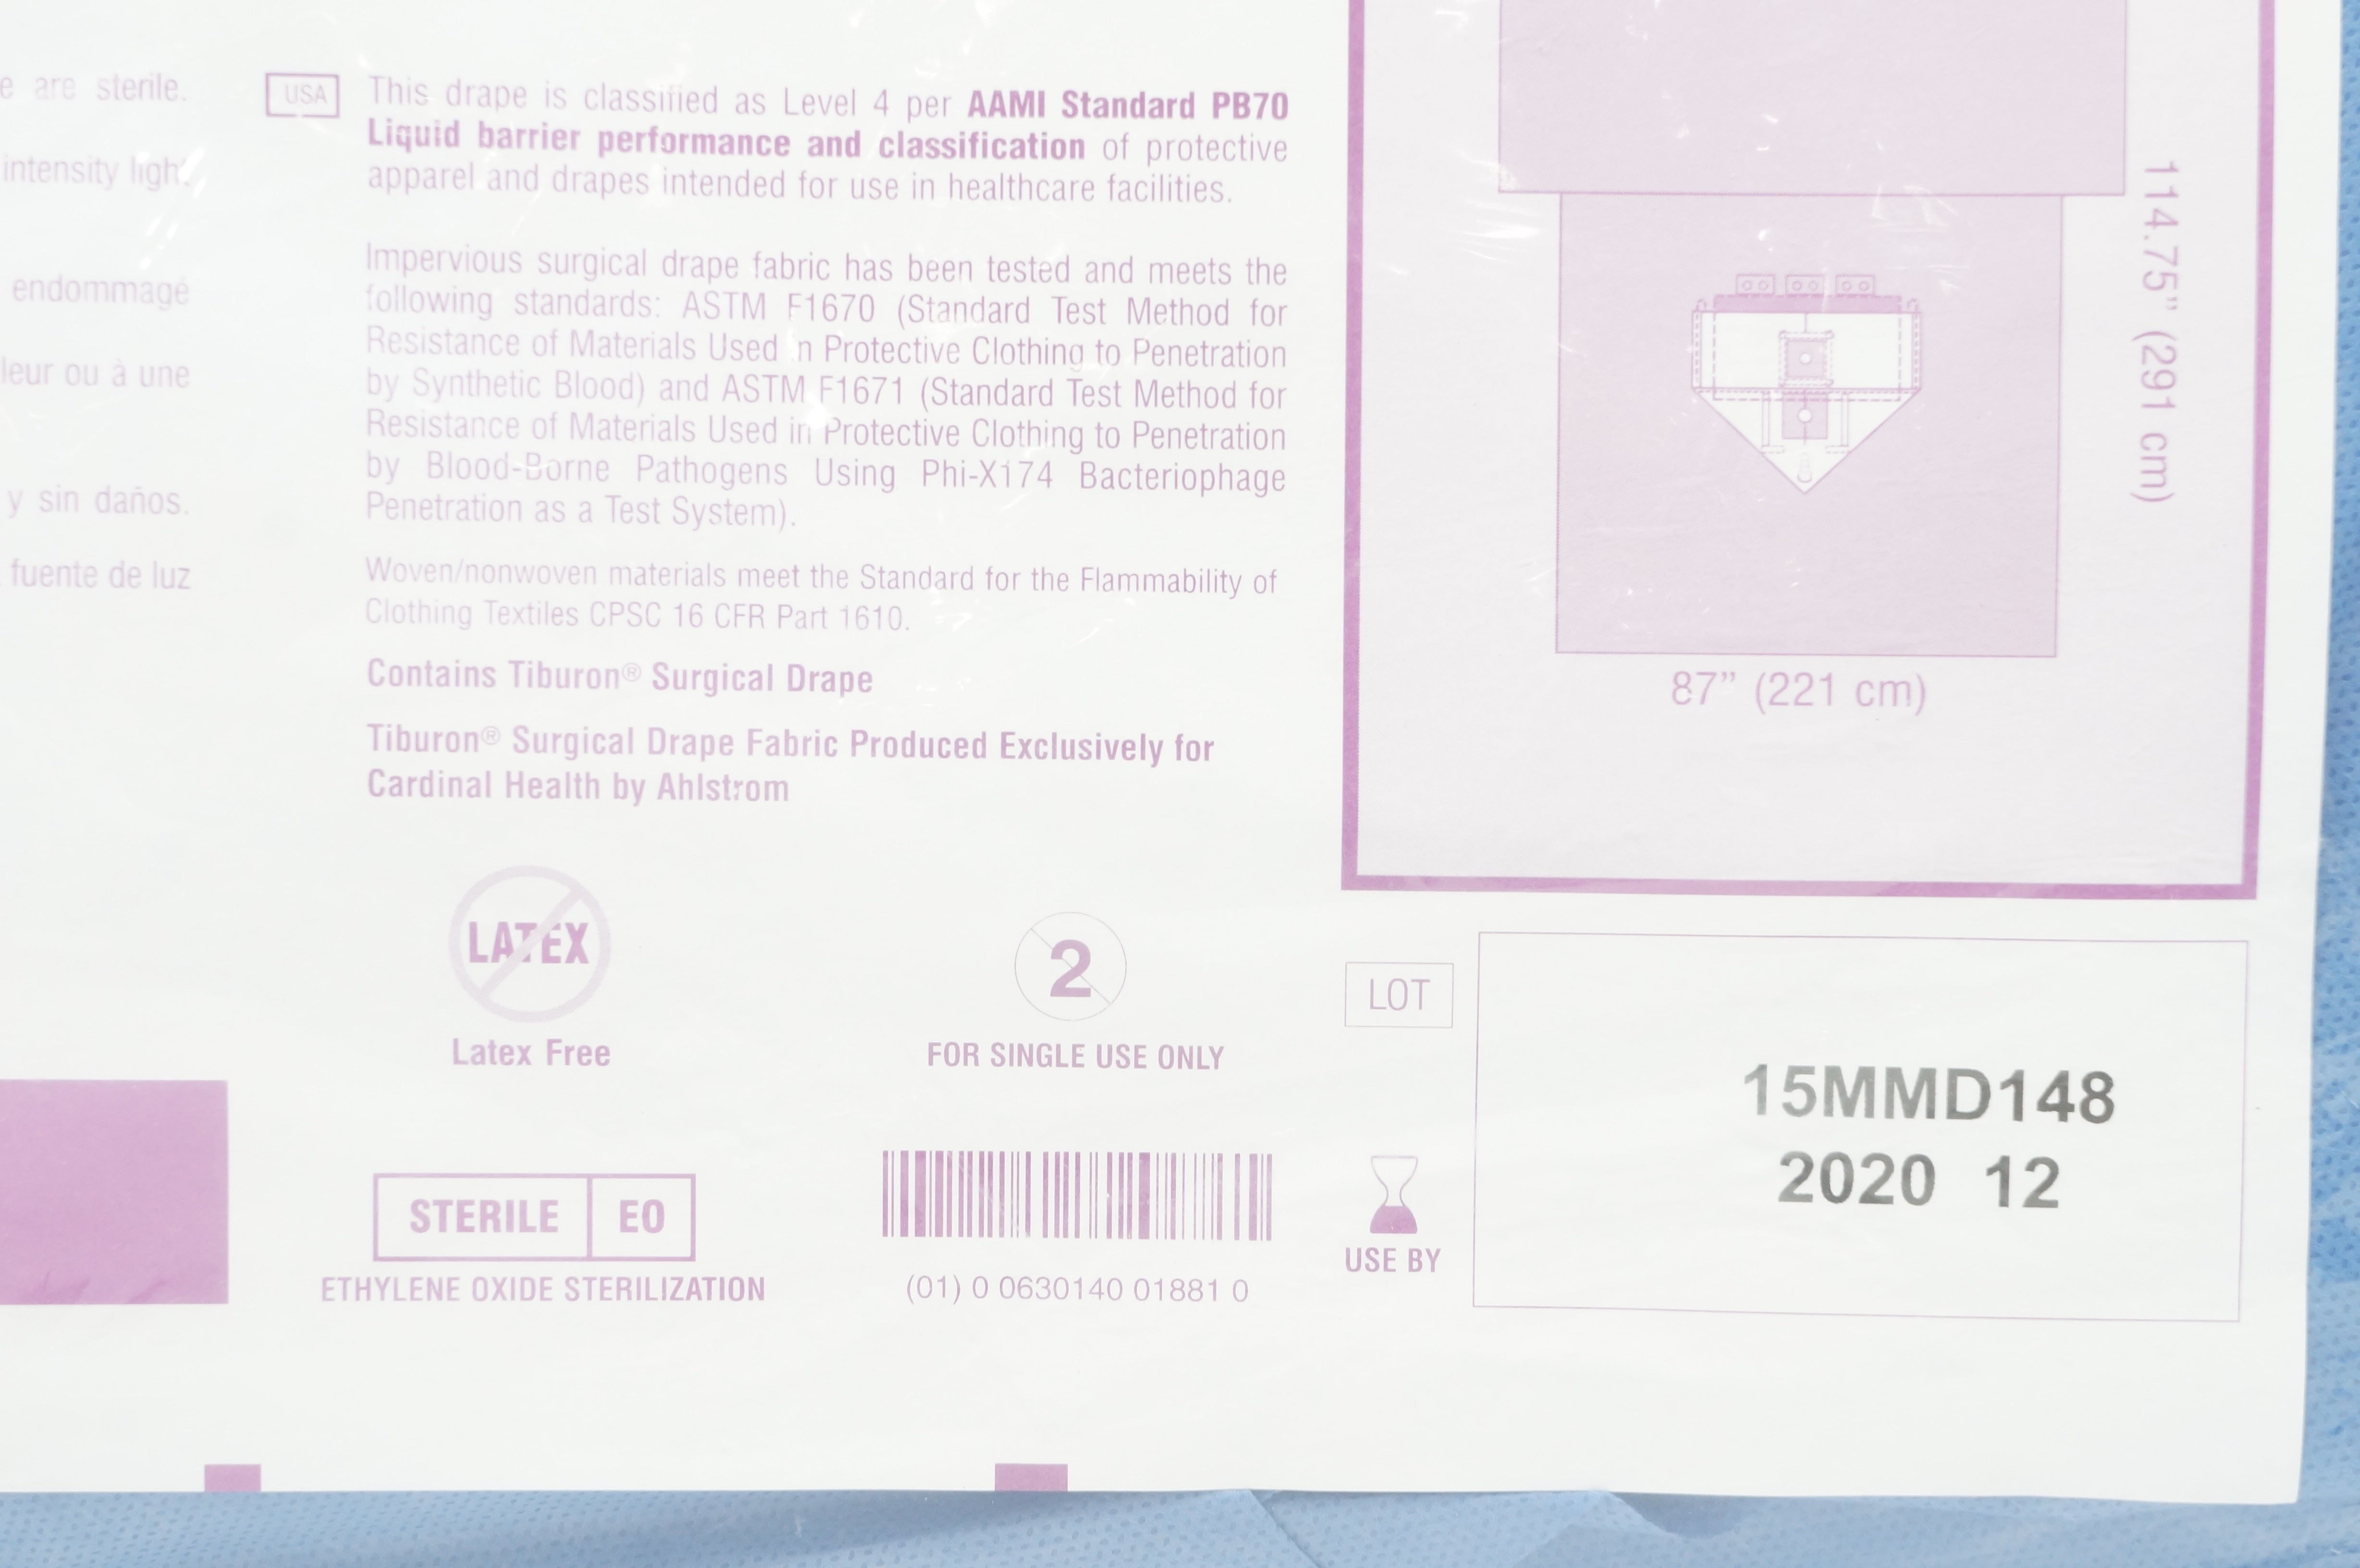 e are sterile.
intensity light
endommagé
leur ou à une
y sin daños.
fuente de luz
USA
This drape is classified as Level 4 per AAMI Standard PB70
Liquid barrier performance and classification of protective
apparel and drapes intended for use in healthcare facilities.
Impervious surgical drape fabric has been tested and meets the
following standards: ASTM F1670 (Standard Test Method for
Resistance of Materials Used in Protective Clothing to Penetration
by Synthetic Blood) and ASTM F1671 (Standard Test Method for
Resistance of Materials Used in Protective Clothing to Penetration
by Blood-Borne Pathogens Using Phi-X174 Bacteriophage
Penetration as a Test System).
Woven/nonwoven materials meet the Standard for the Flammability of
Clothing Textiles CPSC 16 CFR Part 1610.
Contains Tiburon® Surgical Drape
Tiburon® Surgical Drape Fabric Produced Exclusively for
Cardinal Health by Ahlstrom
114.75” (291 cm)
87” (221 cm)
LATEX
Latex Free
2
FOR SINGLE USE ONLY
LOT
15MMD148
2020 12
USE BY
STERILE EO
ETHYLENE OXIDE STERILIZATION
(01) 0 0630140 01881 0